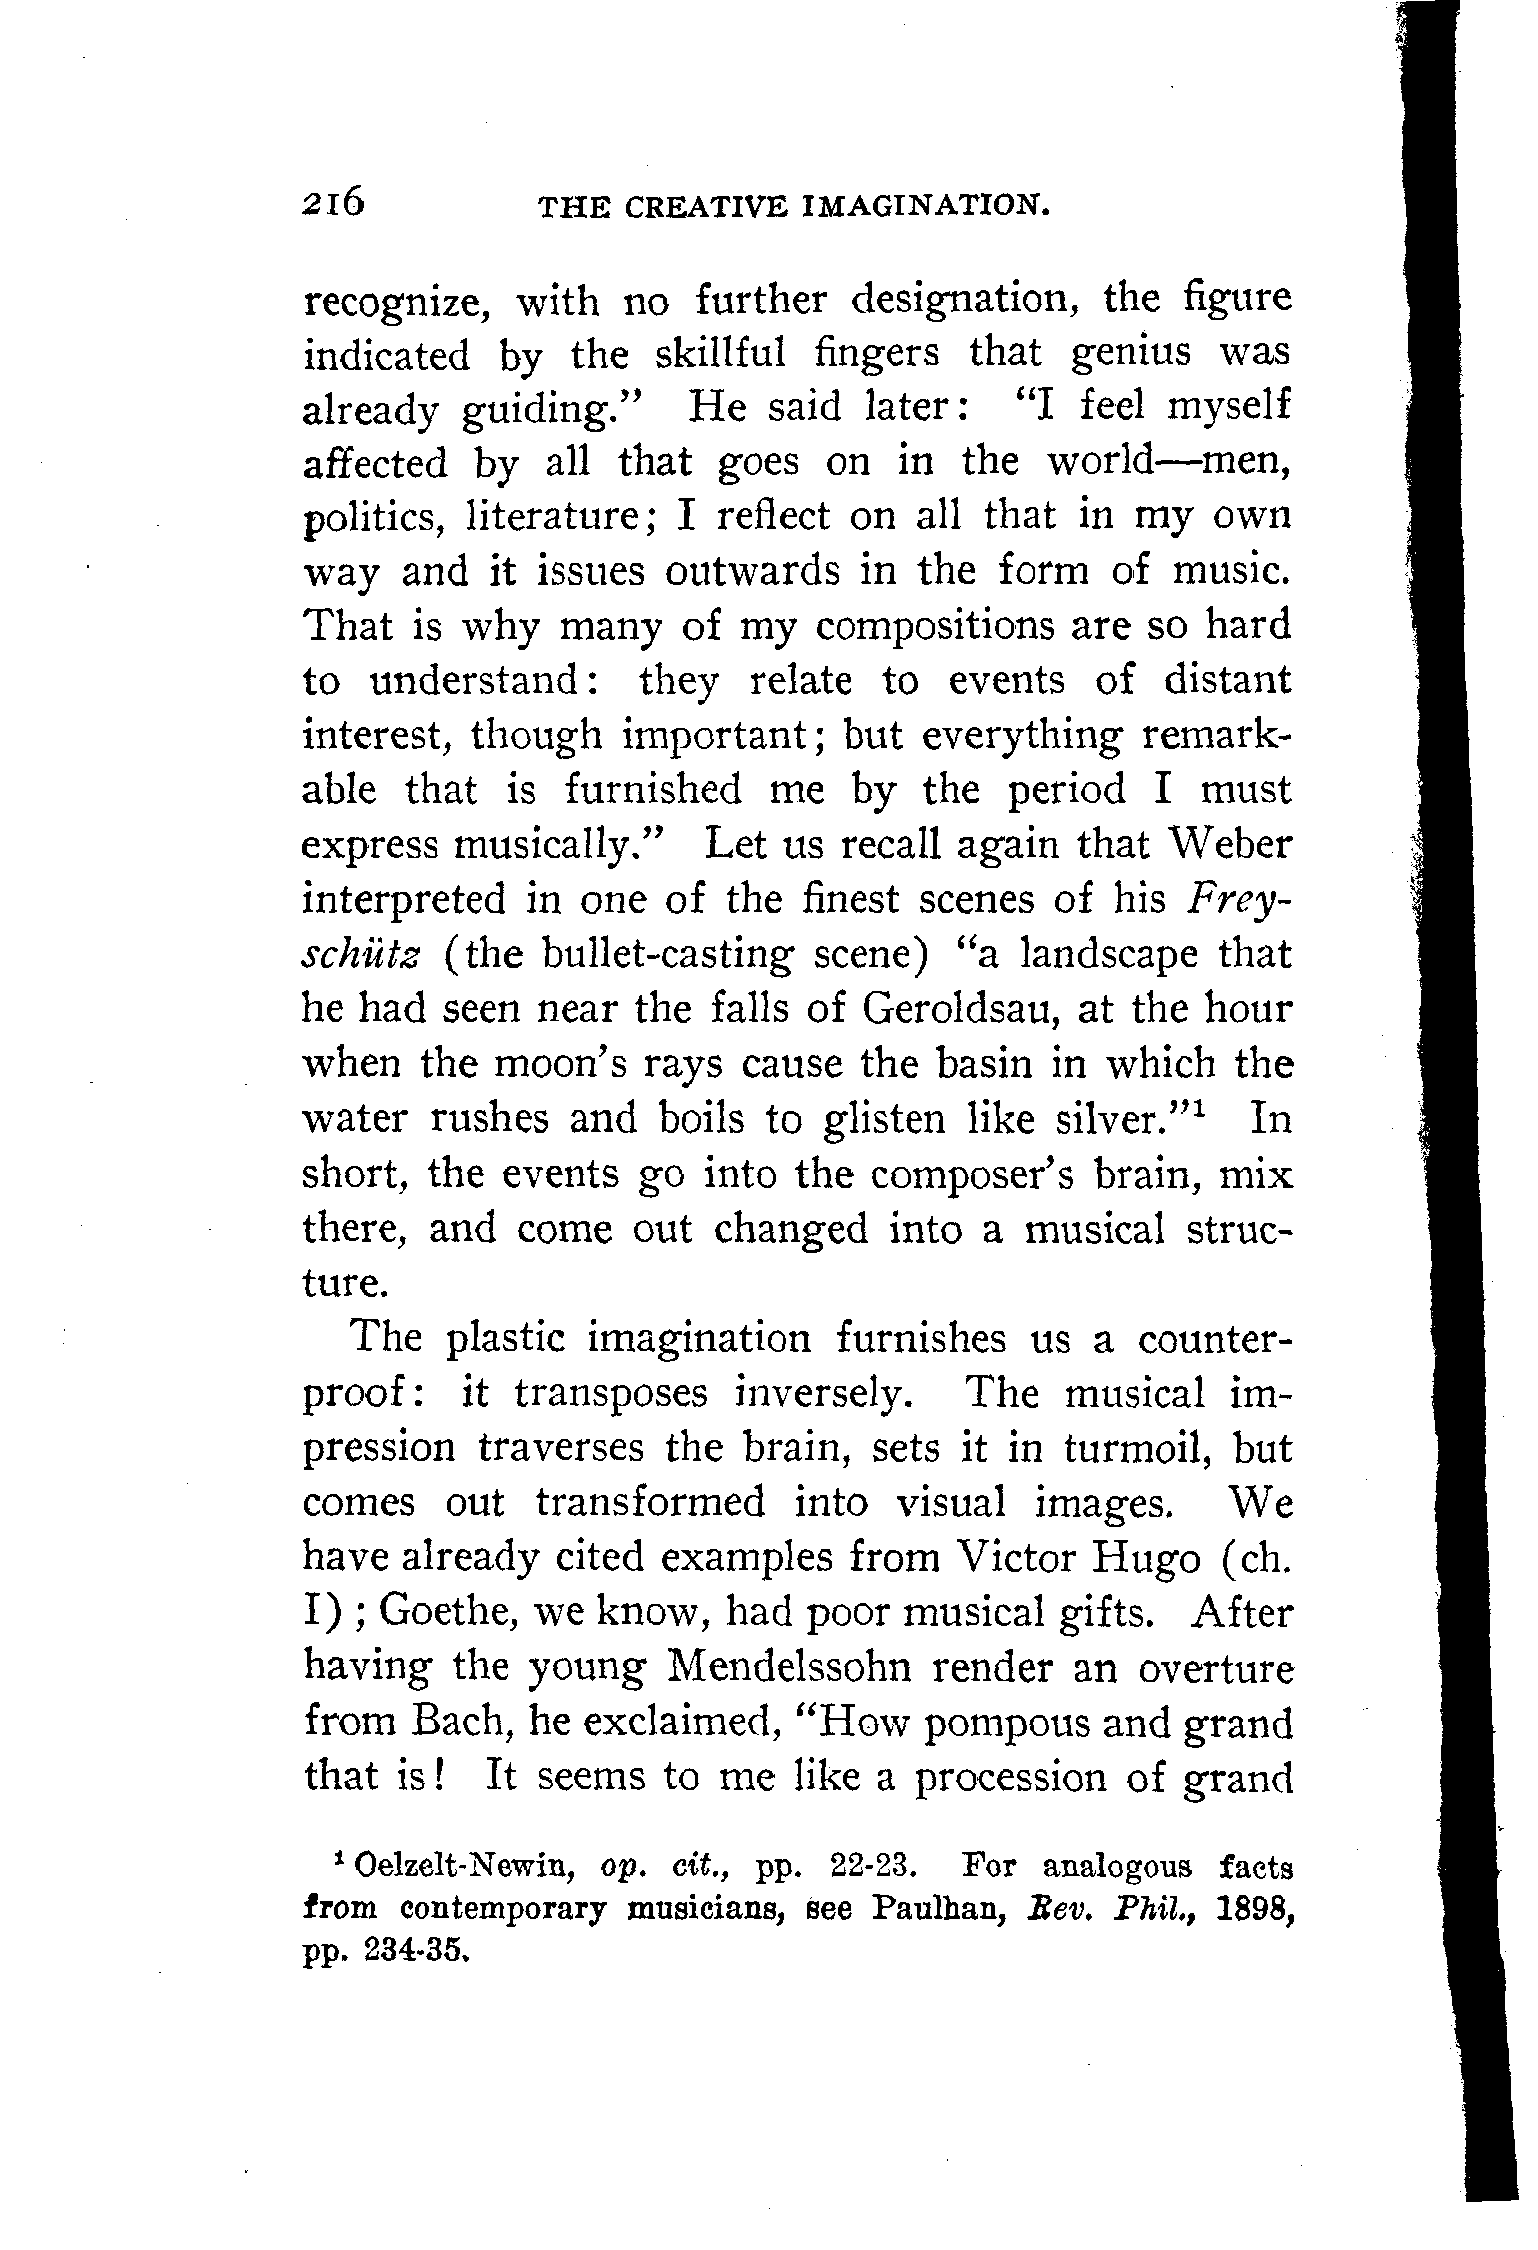 216 THE CREATIVE IMAGINATION.
recognize, with no further designation, the figure
indicated by the skillful fingers that genius was
already guiding.” He said later: “I feel myself
affected by all that goes on in the world—men,
politics, literature; I reflect on all that in my own
way and it issues outwards in the form of music.
That is why many of my compositions are so hard
to understand: they relate to events of distant
interest, though important; but everything remark-
able that is furnished me by the period I must
express musically.” Let us recall again that Weber
interpreted in one of the finest scenes of his Frey-
schütz (the bullet-casting scene) “a landscape that
he had seen near the falls of Geroldsau, at the hour
when the moon’s rays cause the basin in which the
water rushes and boils to glisten like silver.”¹ In
short, the events go into the composer’s brain, mix
there, and come out changed into a musical struc-
ture.
The plastic imagination furnishes us a counter-
proof: it transposes inversely. The musical im-
pression traverses the brain, sets it in turmoil, but
comes out transformed into visual images. We
have already cited examples from Victor Hugo (ch.
I) ; Goethe, we know, had poor musical gifts. After
having the young Mendelssohn render an overture
from Bach, he exclaimed, “How pompous and grand
that is! It seems to me like a procession of grand
¹ Oelzelt-Newin, op. cit., pp. 22-23. For analogous facts
from contemporary musicians, see Paulhan, Rev. Phil., 1898,
pp. 234-35.